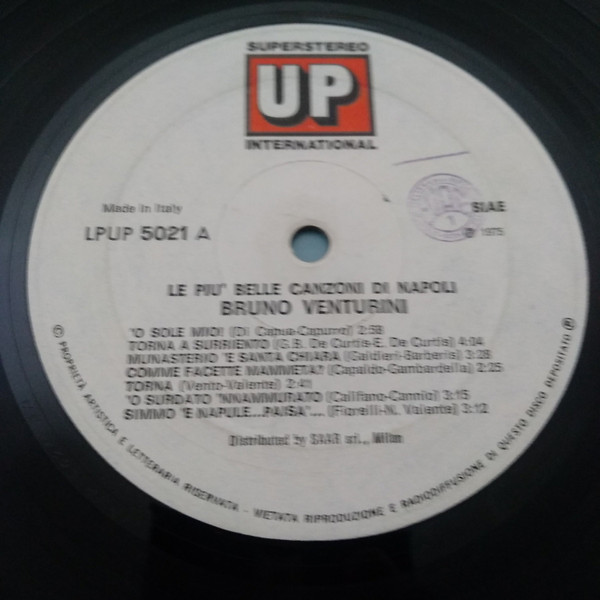 SUPERSTEREO
UP
INTERNATIONAL
Made in Italy
SIAE
LPUP 5021 A
℗ 1975
LE PIU' BELLE CANZONI DI NAPOLI
BRUNO VENTURINI
'O SOLE MIO! (Di Capua-Capurro) 2:58
TORNA A SURRIENTO (G.B. De Curtis-E. De Curtis) 4:04
MUNASTERIO 'E SANTA CHIARA (Galdieri-Barberis) 3:28
COMME FACETTE MAMMETA? (Capaldo-Gambardella) 2:25
TORNA (Vento-Valente) 2:41
'O SURDATO 'NNAMMURATO (Califano-Cannio) 3:15
SIMMO 'E NAPULE...PAISA'... (Fiorelli-N. Valente) 3:12
Distributed by SAAR srl., Milan
℗ PROPRIETÀ ARTISTICA E LETTERARIA RISERVATA - VIETATA RIPRODUZIONE E RADIODIFFUSIONE DI QUESTO DISCO DEPOSITATO ℗